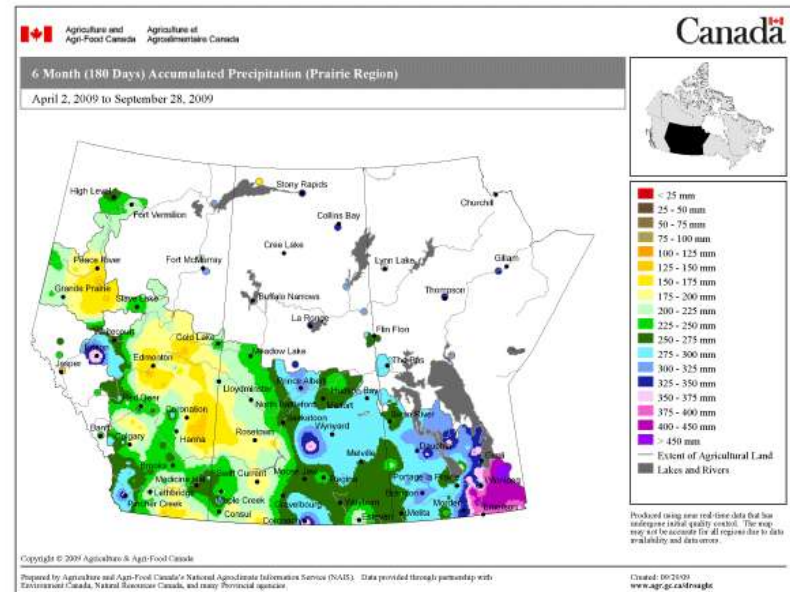 Agriculture and Agriculture et
Agri-Food Canada Agroalimentaire Canada
Canada
6 Month (180 Days) Accumulated Precipitation (Prairie Region)
April 2, 2009 to September 28, 2009
High Level
Fort Vermilion
Stony Rapids
Collins Bay
Churchill
Peace River
Fort McMurray
Cree Lake
Lynn Lake
Gillam
Grande Prairie
Slave Lake
Buffalo Narrows
Thompson
La Ronge
Flin Flon
Whitecourt
Cold Lake
Meadow Lake
The Pas
Jasper
Edson
Edmonton
Lloydminster
Prince Albert
Hudson Bay
Red Deer
Coronation
North Battleford
Melfort
Swan River
Banff
Calgary
Hanna
Rosetown
Saskatoon
Wynyard
Dauphin
Gimli
Brooks
Melville
Medicine Hat
Swift Current
Moose Jaw
Regina
Portage la Prairie
Winnipeg
Lethbridge
Maple Creek
Gravelbourg
Weyburn
Brandon
Morden
Pincher Creek
Consul
Coronach
Estevan
Melita
Emerson
< 25 mm
25 - 50 mm
50 - 75 mm
75 - 100 mm
100 - 125 mm
125 - 150 mm
150 - 175 mm
175 - 200 mm
200 - 225 mm
225 - 250 mm
250 - 275 mm
275 - 300 mm
300 - 325 mm
325 - 350 mm
350 - 375 mm
375 - 400 mm
400 - 450 mm
> 450 mm
Extent of Agricultural Land
Lakes and Rivers
Produced using near real-time data that has
undergone initial quality control. The map
may not be accurate for all regions due to data
availability and data errors.
Copyright © 2009 Agriculture & Agri-Food Canada
Prepared by Agriculture and Agri-Food Canada's National Agroclimate Information Service (NAIS). Data provided through partnership with
Environment Canada, Natural Resources Canada, and many Provincial agencies.
Created: 09/29/09
www.agr.gc.ca/drought